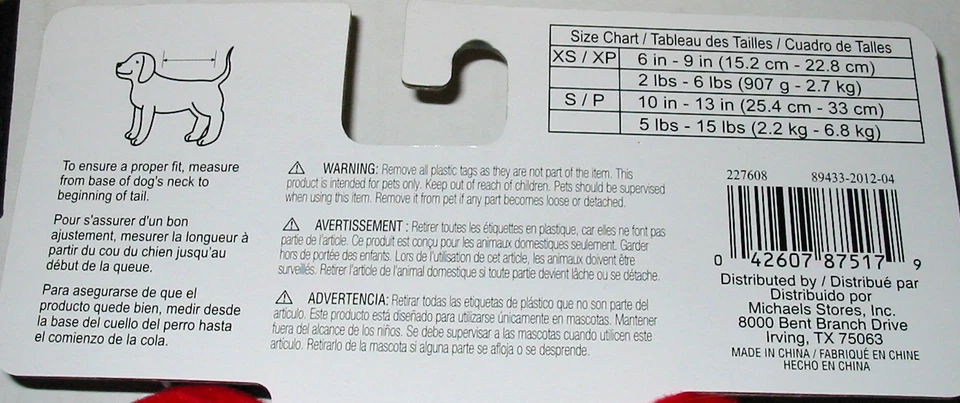 To ensure a proper fit, measure
from base of dog's neck to
beginning of tail.
Pour s'assurer d'un bon
ajustement, mesurer la longueur à
partir du cou du chien jusqu'au
début de la queue.
Para asegurarse de que el
producto quede bien, medir desde
la base del cuello del perro hasta
el comienzo de la cola.
WARNING: Remove all plastic tags as they are not part of the item. This
product is intended for pets only. Keep out of reach of children. Pets should be supervised
when using this item. Remove it from pet if any part becomes loose or detached.
AVERTISSEMENT : Retirer toutes les étiquettes en plastique, car elles ne font pas
partie de l'article. Ce produit est conçu pour les animaux domestiques seulement. Garder
hors de portée des enfants. Lors de l'utilisation de cet article, les animaux doivent être
surveillés. Retirer l'article de l'animal domestique si toute partie devient lâche ou se détache.
ADVERTENCIA: Retirar todas las etiquetas de plástico que no son parte del
artículo. Este producto está diseñado para utilizarse únicamente en mascotas. Mantener
fuera del alcance de los niños. Se debe supervisar a las mascotas cuando utilicen este
artículo. Retirarlo de la mascota si alguna parte se afloja o se desprende.
Size Chart / Tableau des Tailles / Cuadro de Talles
XS / XP 6 in - 9 in (15.2 cm - 22.8 cm)
2 lbs - 6 lbs (907 g - 2.7 kg)
S / P 10 in - 13 in (25.4 cm - 33 cm)
5 lbs - 15 lbs (2.2 kg - 6.8 kg)
227608 89433-2012-04
0 42607 87517 9
Distributed by / Distribué par
Distribuido por
Michaels Stores, Inc.
8000 Bent Branch Drive
Irving, TX 75063
MADE IN CHINA / FABRIQUÉ EN CHINE
HECHO EN CHINA